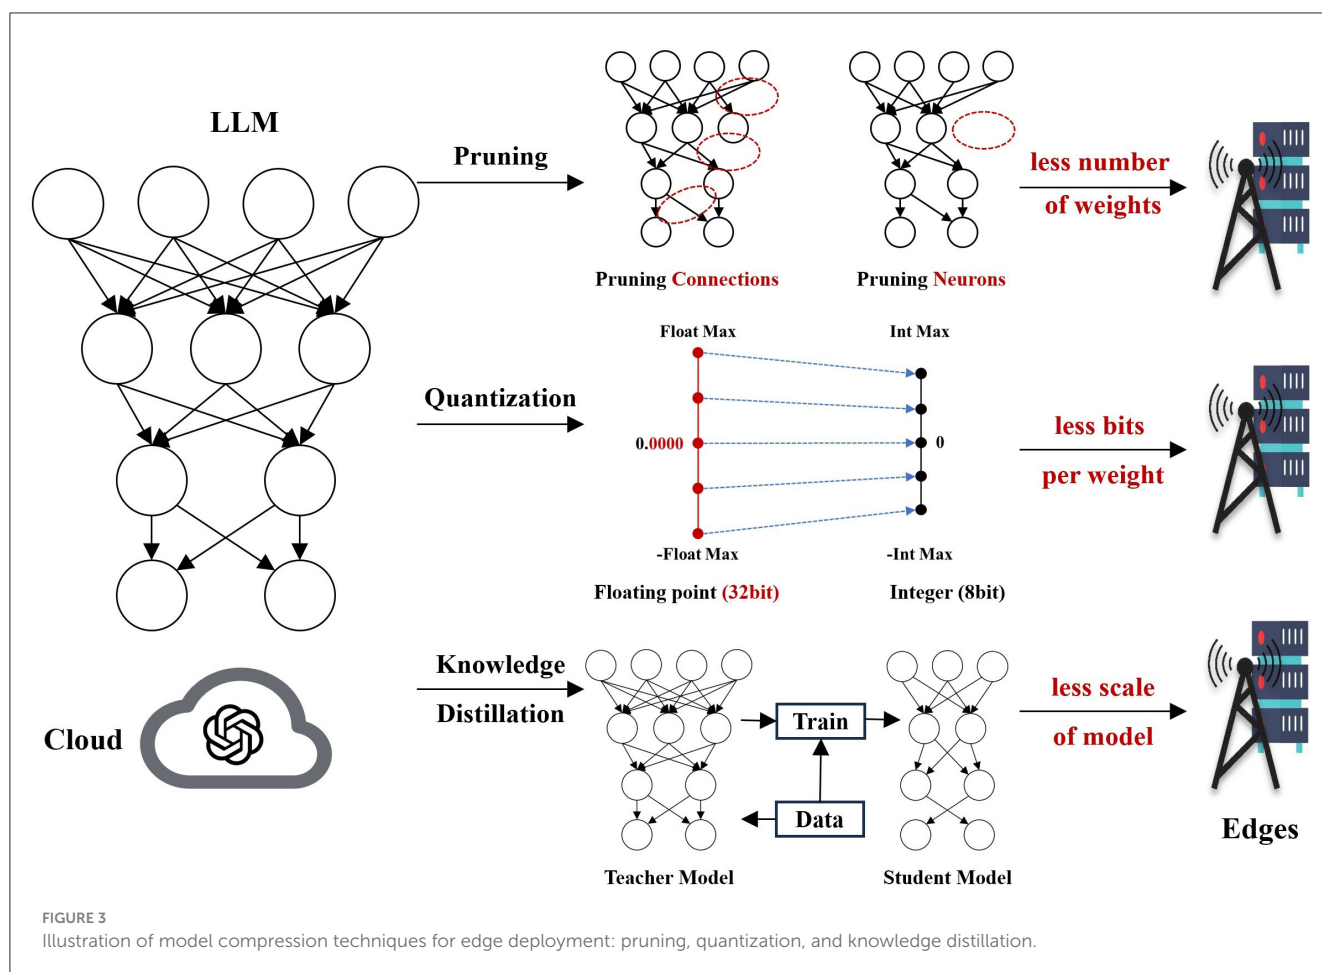 LLM
Pruning
Pruning Connections
Pruning Neurons
less number
of weights
Quantization
Float Max
Int Max
0.0000
0
-Float Max
-Int Max
Floating point (32bit)
Integer (8bit)
less bits
per weight
Cloud
Knowledge
Distillation
Train
Data
Teacher Model
Student Model
less scale
of model
Edges
FIGURE 3
Illustration of model compression techniques for edge deployment: pruning, quantization, and knowledge distillation.